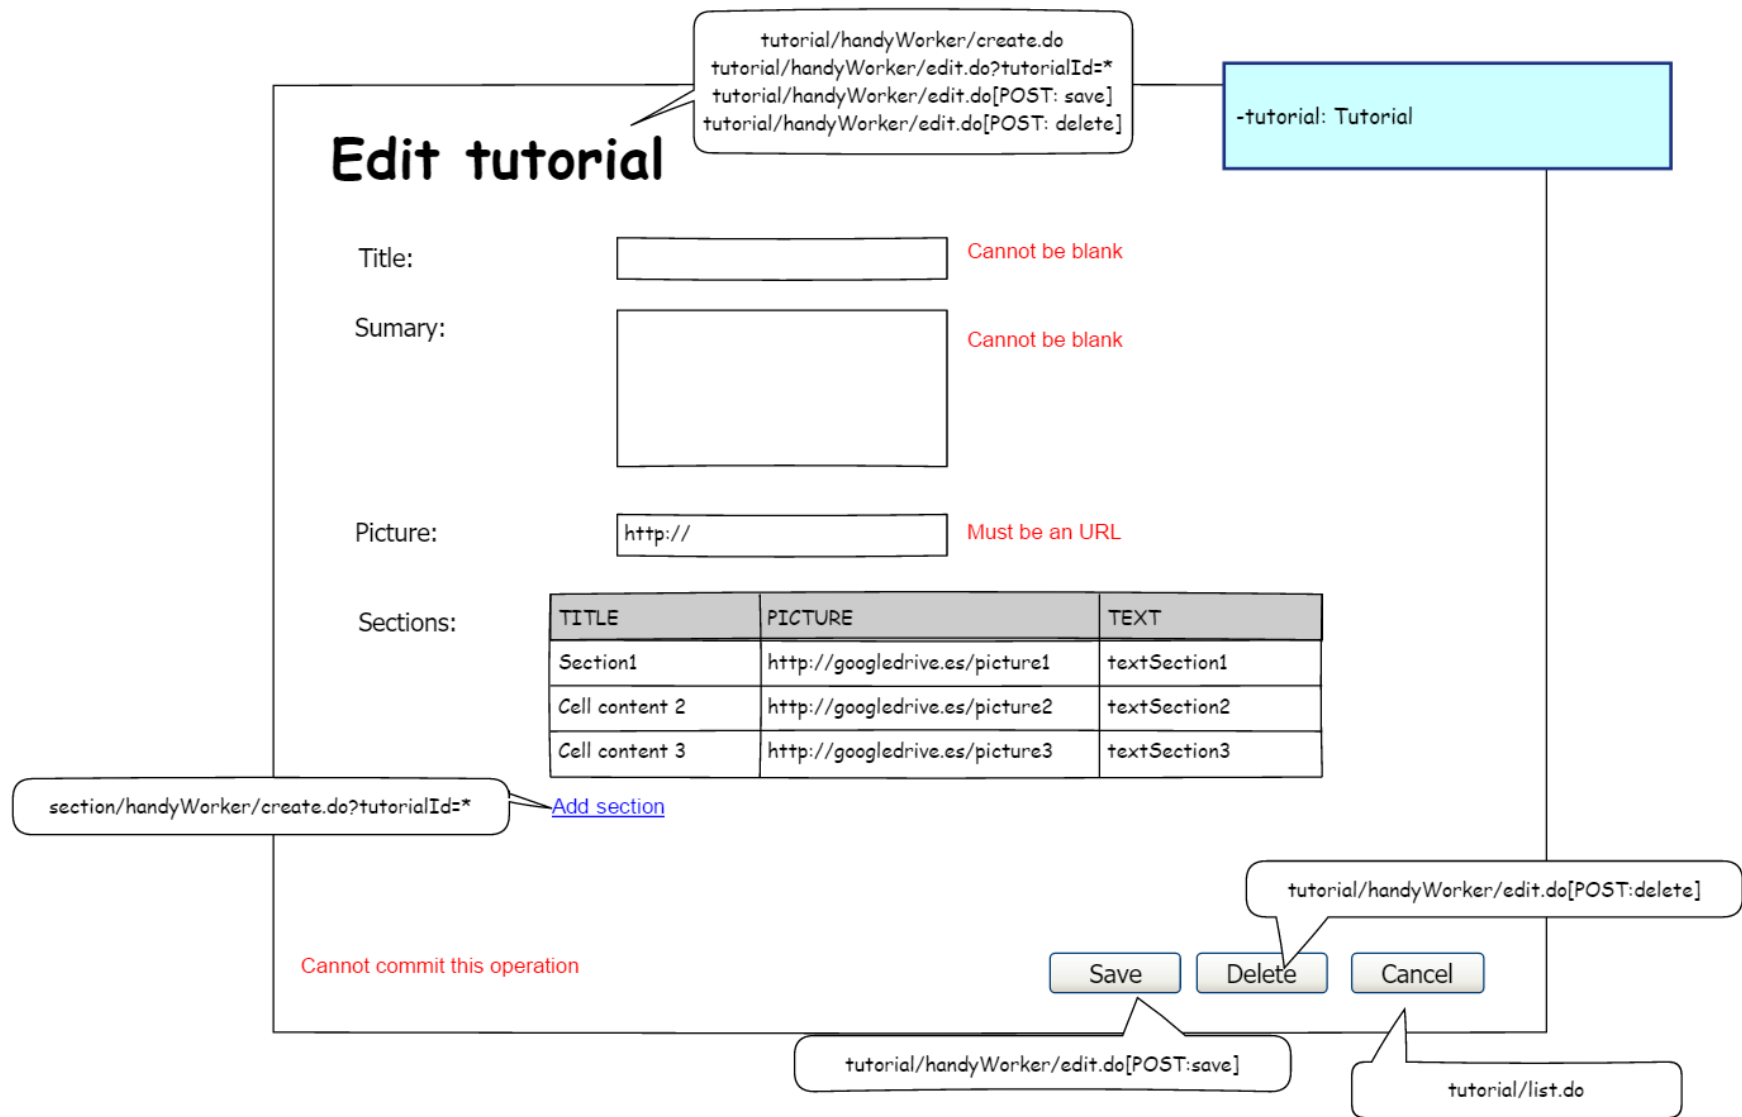 tutorial/handyWorker/create.do
tutorial/handyWorker/edit.do?tutorialId=*
tutorial/handyWorker/edit.do[POST: save]
tutorial/handyWorker/edit.do[POST: delete]
-tutorial: Tutorial
Edit tutorial
Title:
Cannot be blank
Sumary:
Cannot be blank
Picture:
http://
Must be an URL
Sections:
TITLE PICTURE TEXT
Section1 http://googledrive.es/picture1 textSection1
Cell content 2 http://googledrive.es/picture2 textSection2
Cell content 3 http://googledrive.es/picture3 textSection3
section/handyWorker/create.do?tutorialId=*
Add section
tutorial/handyWorker/edit.do[POST:delete]
Cannot commit this operation
Save Delete Cancel
tutorial/handyWorker/edit.do[POST:save]
tutorial/list.do